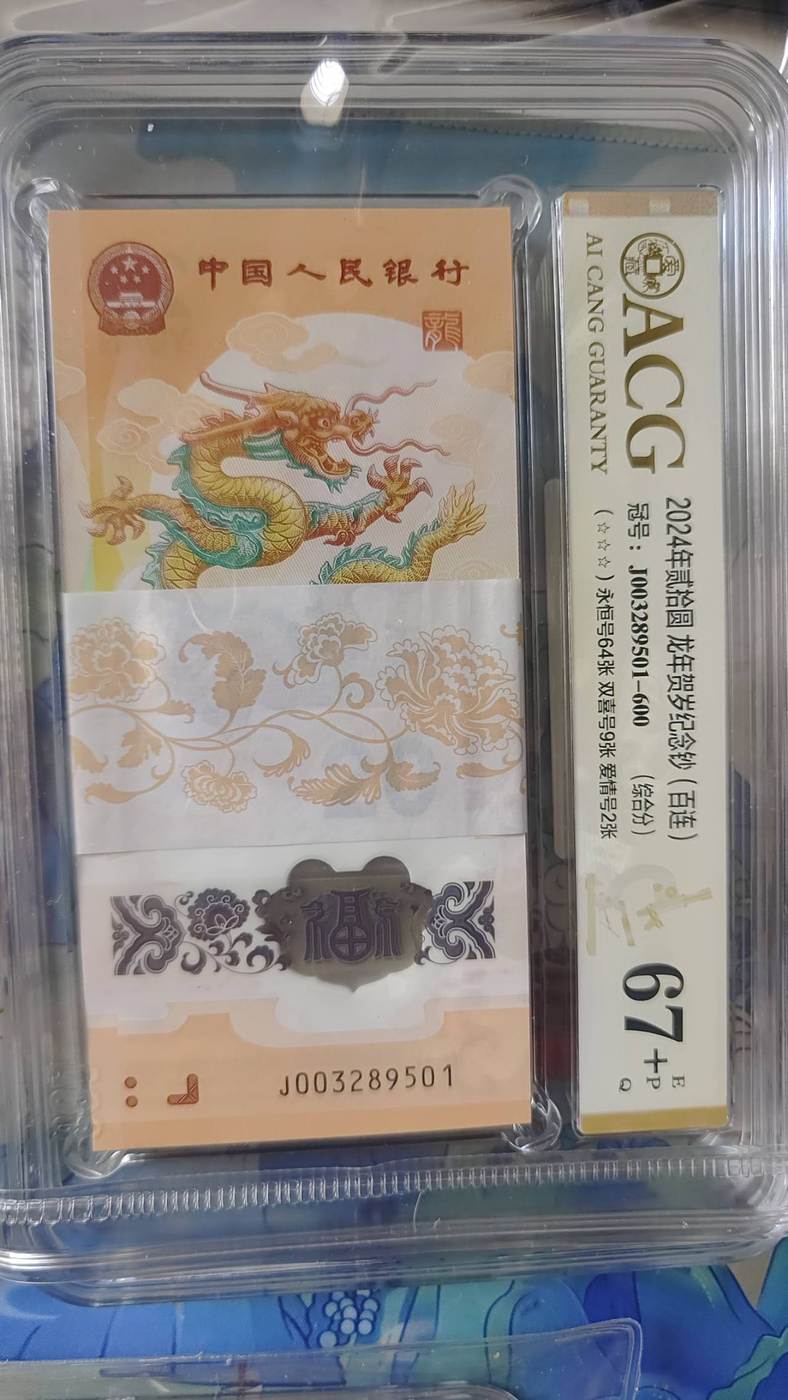 中国人民银行
龍
福
J003289501
ACG
AI CANG GUARANTY
2024年贰拾圆 龙年贺岁纪念钞（百连）
冠号：J003289501-600 （综合分）
（☆☆☆）永恒号64张 双喜号9张 爱情号2张
67+
E
P
Q